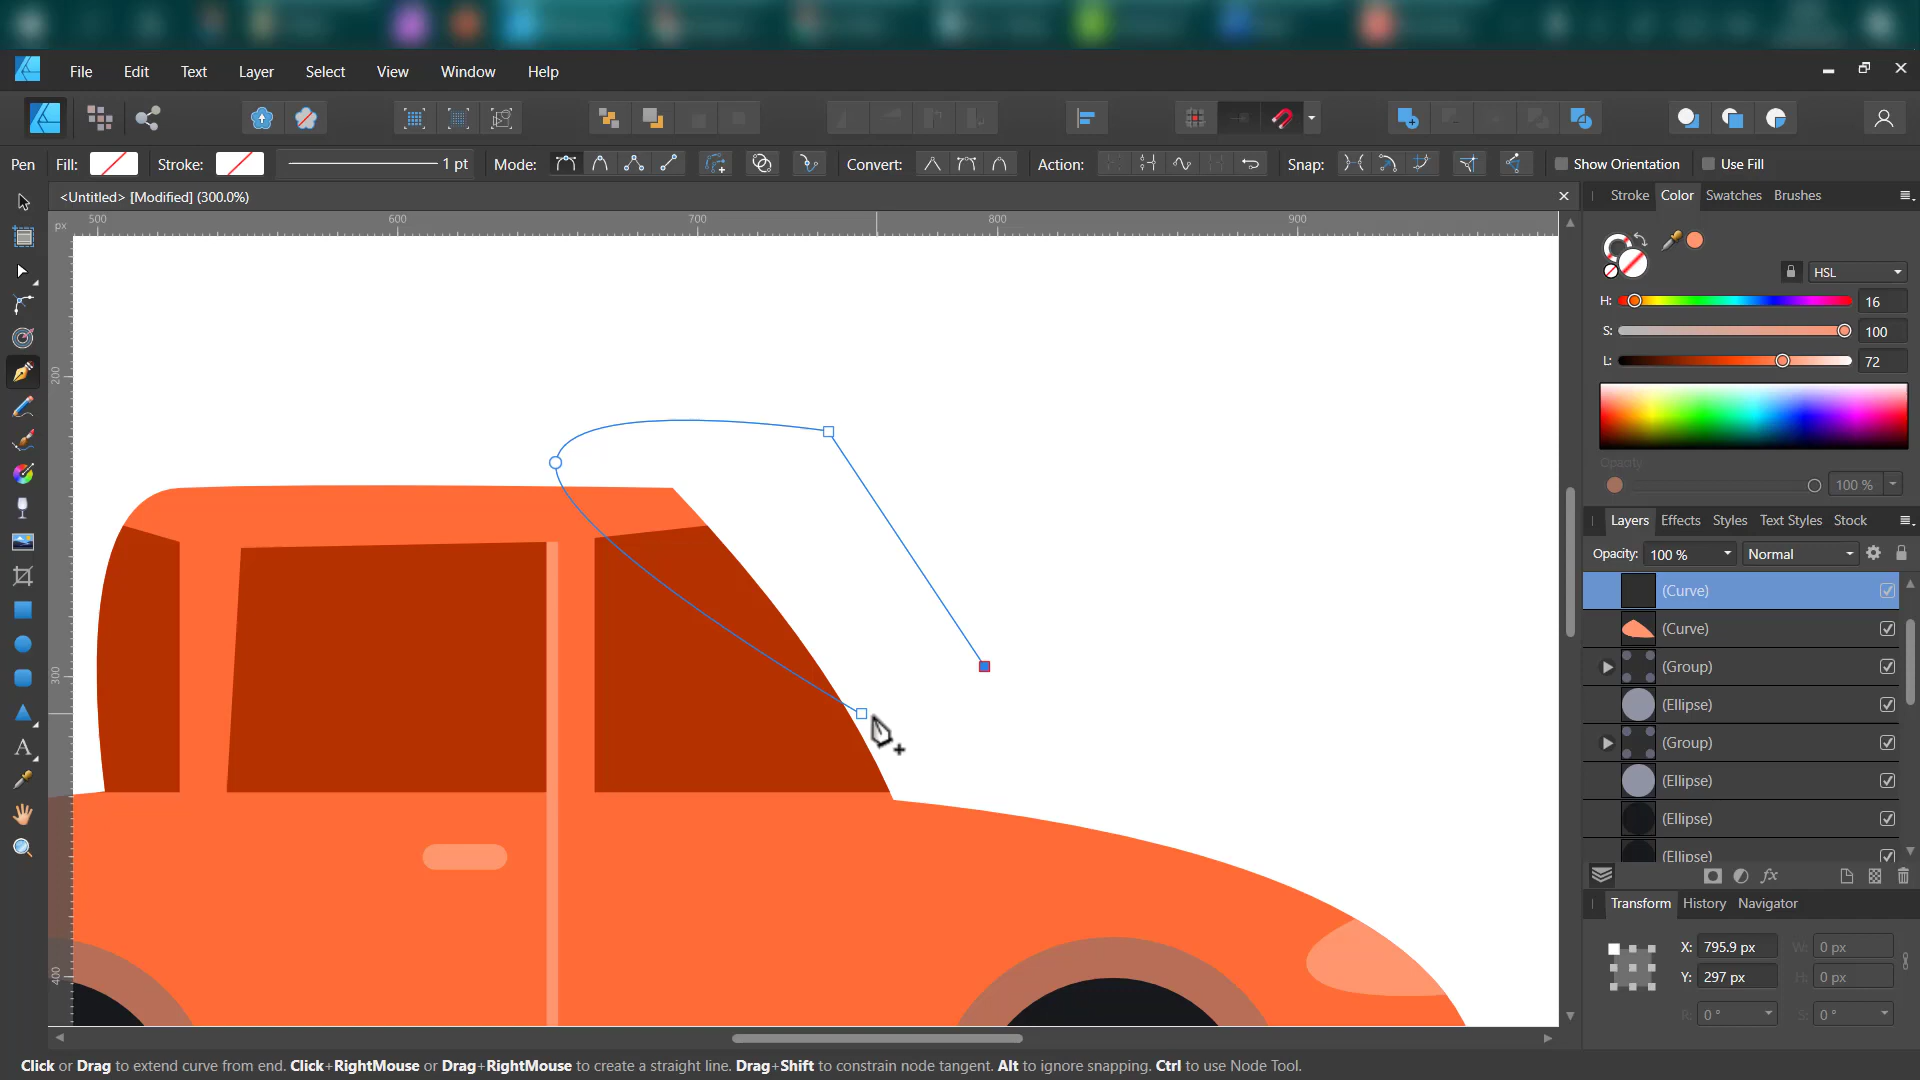 File Edit Text Layer Select View Window Help
Pen Fill: Stroke: 1 pt Mode: Convert: Action: Snap: Show Orientation Use Fill
<Untitled> [Modified] (300.0%)
Stroke Color Swatches Brushes
px 500 600 700 800 900
200
300
400
HSL
H: 16
S: 100
L: 72
Opacity
100 %
Layers Effects Styles Text Styles Stock
Opacity: 100 % Normal
(Curve)
(Curve)
(Group)
(Ellipse)
(Group)
(Ellipse)
(Ellipse)
(Ellipse)
Transform History Navigator
X: 795.9 px W: 0 px
Y: 297 px H: 0 px
R: 0 ° S: 0 °
Click or Drag to extend curve from end. Click+RightMouse or Drag+RightMouse to create a straight line. Drag+Shift to constrain node tangent. Alt to ignore snapping. Ctrl to use Node Tool.